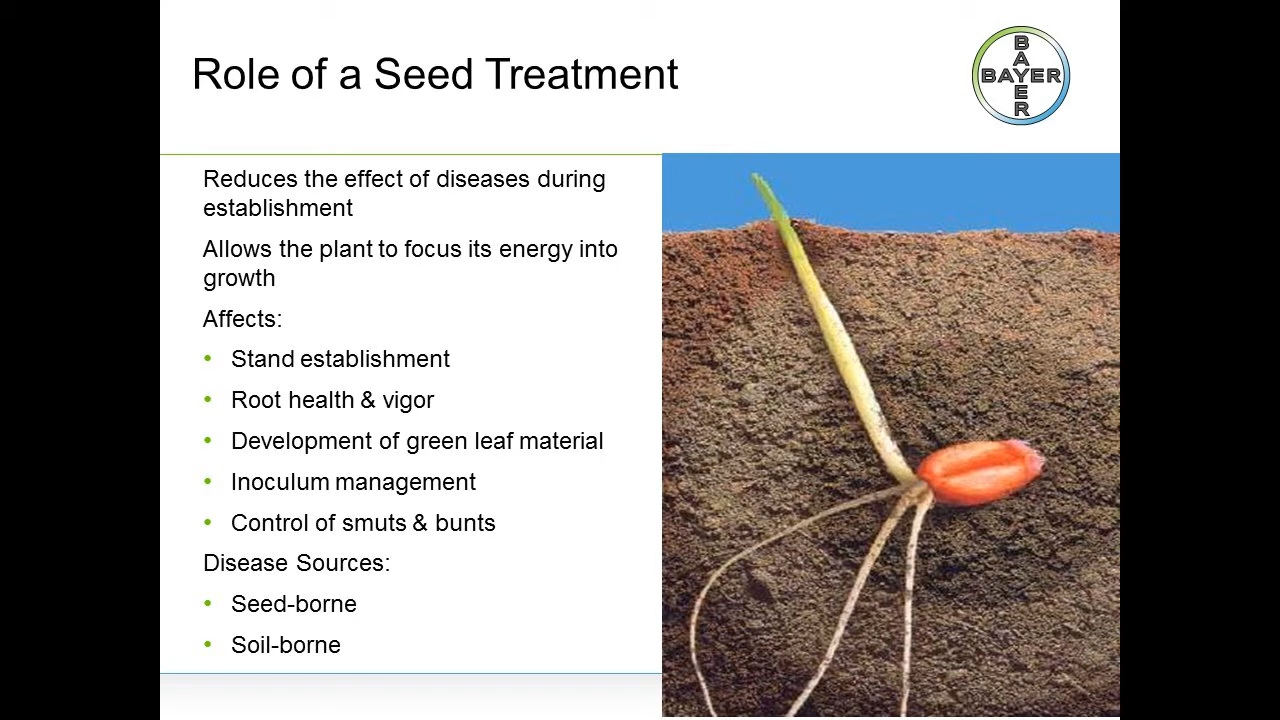 Role of a Seed Treatment
BAYER
BAYER
Reduces the effect of diseases during
establishment
Allows the plant to focus its energy into
growth
Affects:
• Stand establishment
• Root health & vigor
• Development of green leaf material
• Inoculum management
• Control of smuts & bunts
Disease Sources:
• Seed-borne
• Soil-borne